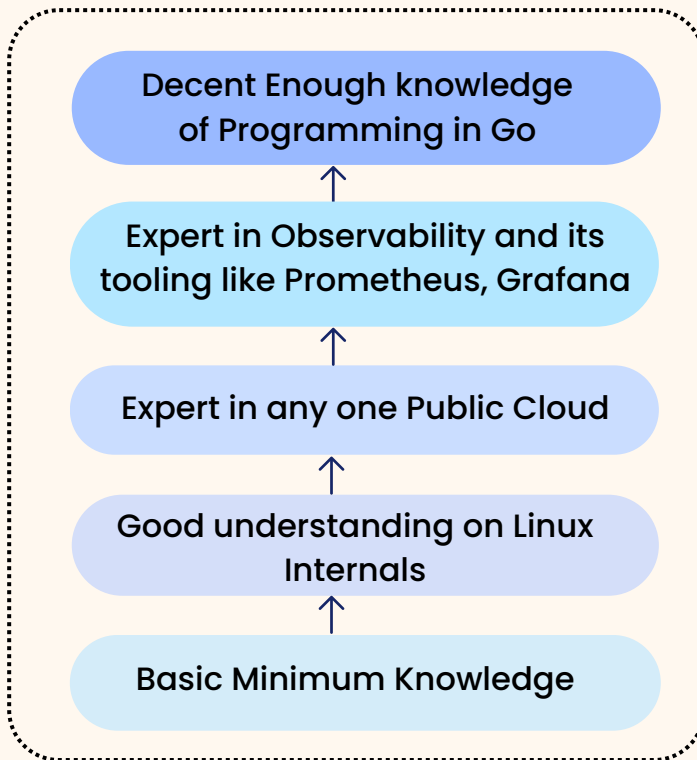 Decent Enough knowledge
of Programming in Go
Expert in Observability and its
tooling like Prometheus, Grafana
Expert in any one Public Cloud
Good understanding on Linux
Internals
Basic Minimum Knowledge